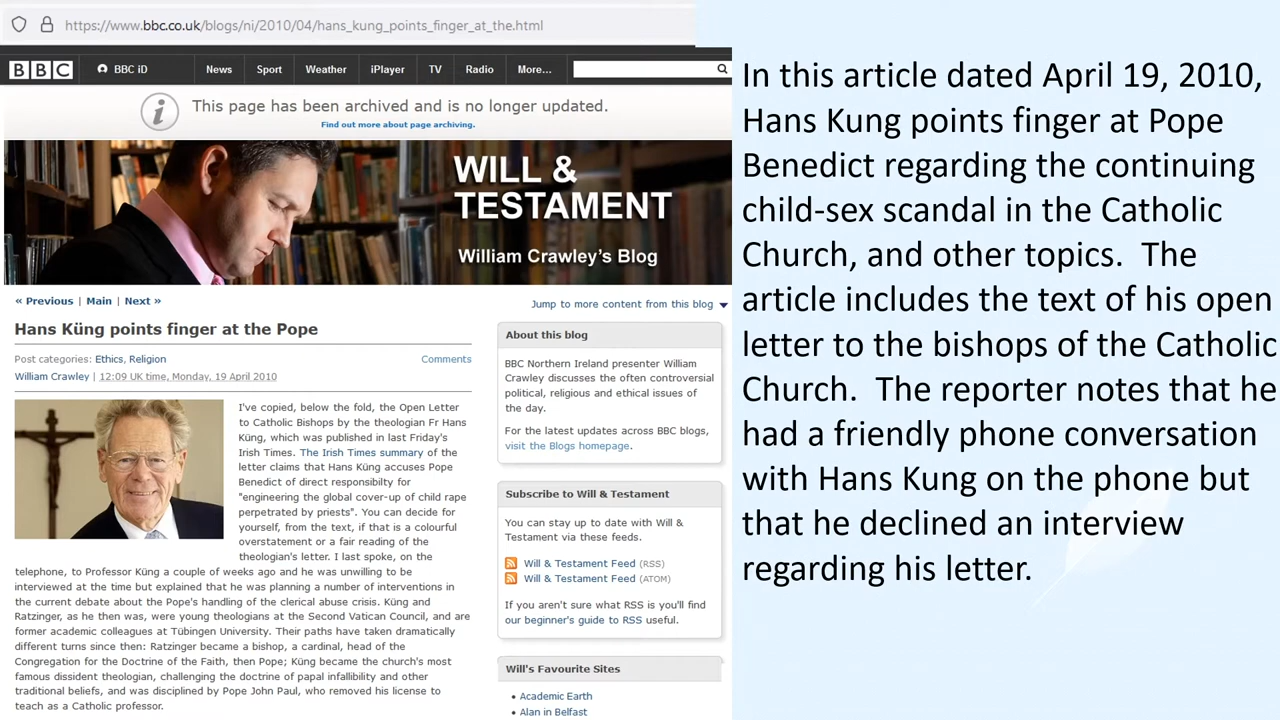 https://www.bbc.co.uk/blogs/ni/2010/04/hans_kung_points_finger_at_the.html
BBC BBC iD News Sport Weather iPlayer TV Radio More...
This page has been archived and is no longer updated.
Find out more about page archiving.
WILL &
TESTAMENT
William Crawley's Blog
« Previous | Main | Next »
Jump to more content from this blog
Hans Küng points finger at the Pope
Post categories: Ethics, Religion
Comments
William Crawley | 12:09 UK time, Monday, 19 April 2010
I've copied, below the fold, the Open Letter
to Catholic Bishops by the theologian Fr Hans
Küng, which was published in last Friday's
Irish Times. The Irish Times summary of the
letter claims that Hans Küng accuses Pope
Benedict of direct responsibilty for
"engineering the global cover-up of child rape
perpetrated by priests". You can decide for
yourself, from the text, if that is a colourful
overstatement or a fair reading of the
theologian's letter. I last spoke, on the
telephone, to Professor Küng a couple of weeks ago and he was unwilling to be
interviewed at the time but explained that he was planning a number of interventions in
the current debate about the Pope's handling of the clerical abuse crisis. Küng and
Ratzinger, as he then was, were young theologians at the Second Vatican Council, and are
former academic colleagues at Tübingen University. Their paths have taken dramatically
different turns since then: Ratzinger became a bishop, a cardinal, head of the
Congregation for the Doctrine of the Faith, then Pope; Küng became the church's most
famous dissident theologian, challenging the doctrine of papal infallibility and other
traditional beliefs, and was disciplined by Pope John Paul, who removed his license to
teach as a Catholic professor.
About this blog
BBC Northern Ireland presenter William
Crawley discusses the often controversial
political, religious and ethical issues of
the day.
For the latest updates across BBC blogs,
visit the Blogs homepage.
Subscribe to Will & Testament
You can stay up to date with Will &
Testament via these feeds.
Will & Testament Feed (RSS)
Will & Testament Feed (ATOM)
If you aren't sure what RSS is you'll find
our beginner's guide to RSS useful.
Will's Favourite Sites
• Academic Earth
• Alan in Belfast
In this article dated April 19, 2010,
Hans Kung points finger at Pope
Benedict regarding the continuing
child-sex scandal in the Catholic
Church, and other topics. The
article includes the text of his open
letter to the bishops of the Catholic
Church. The reporter notes that he
had a friendly phone conversation
with Hans Kung on the phone but
that he declined an interview
regarding his letter.